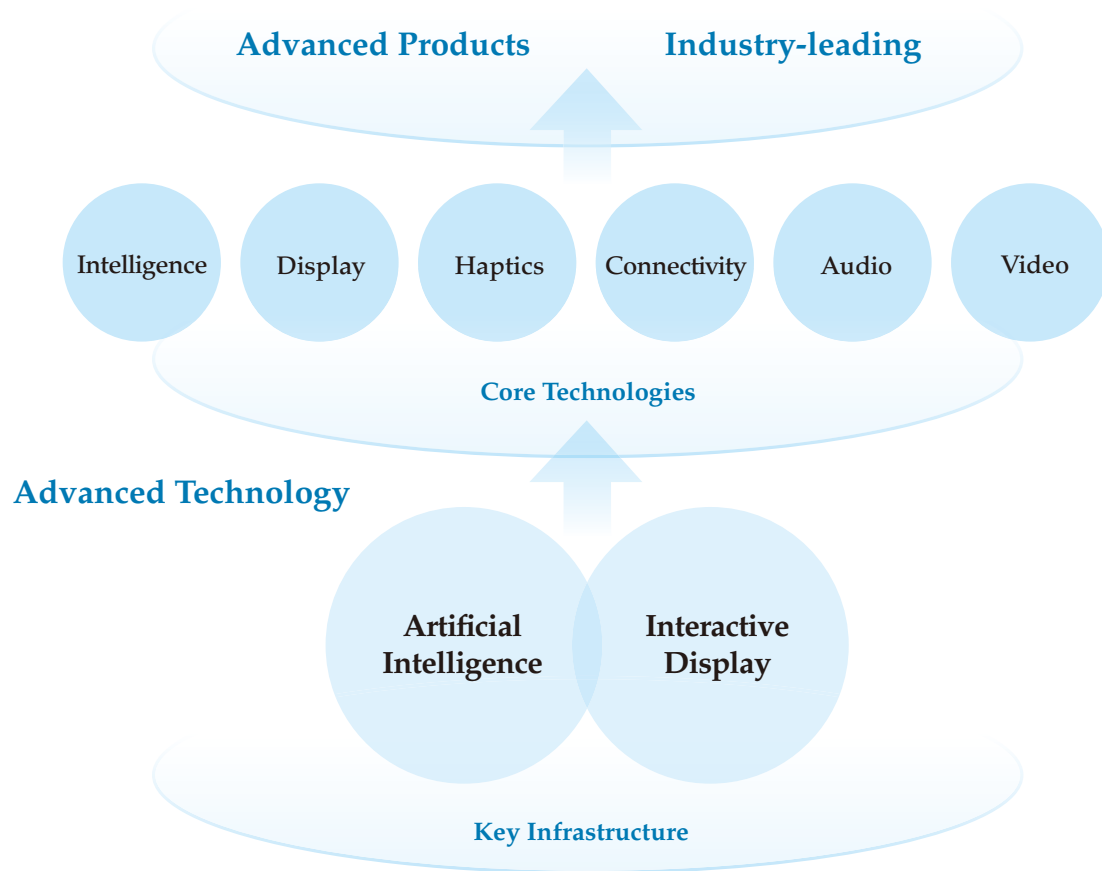 Advanced Products
Industry-leading
Intelligence
Display
Haptics
Connectivity
Audio
Video
Core Technologies
Advanced Technology
Artificial
Intelligence
Interactive
Display
Key Infrastructure